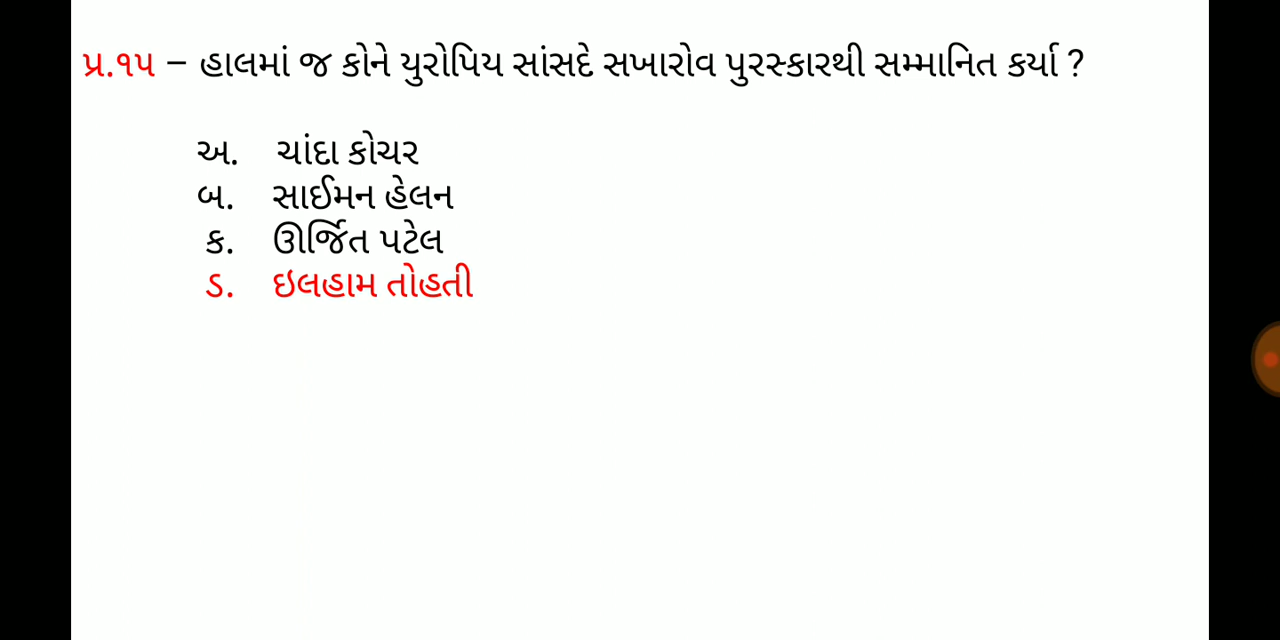 પ્ર.૧૫ – હાલમાં જ કોને યુરોપિય સાંસદે સખારોવ પુરસ્કારથી સમ્માનિત કર્યા ?
અ. ચાંદા કોચર
બ. સાઈમન હેલન
ક. ઊર્જિત પટેલ
ડ. ઇલહામ તોહતી